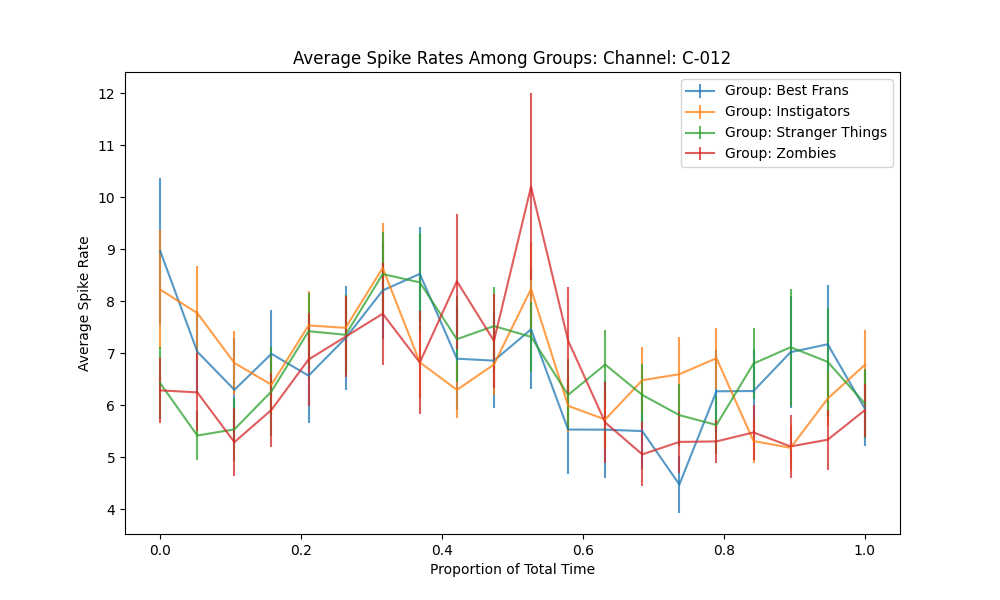 Average Spike Rates Among Groups: Channel: C-012
Group: Best Frans
Group: Instigators
Group: Stranger Things
Group: Zombies
Average Spike Rate
12
11
10
9
8
7
6
5
4
0.0
0.2
0.4
0.6
0.8
1.0
Proportion of Total Time